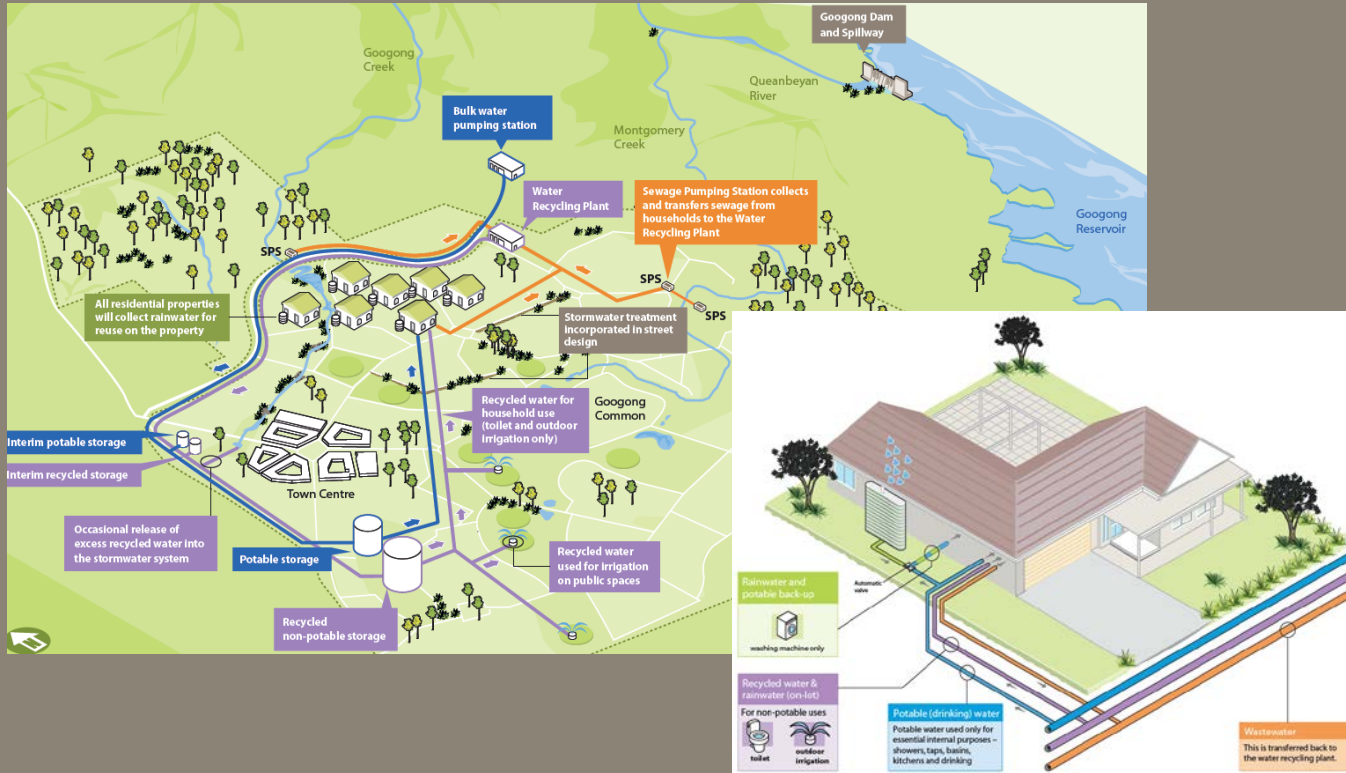 Googong Dam
and Spillway
Googong
Creek
Queanbeyan
River
Bulk water
pumping station
Montgomery
Creek
Water
Recycling Plant
Sewage Pumping Station collects
and transfers sewage from
households to the Water
Recycling Plant
Googong
Reservoir
SPS
SPS
SPS
All residential properties
will collect rainwater for
reuse on the property
Stormwater treatment
incorporated in street
design
Recycled water for
household use
(toilet and outdoor
irrigation only)
Googong
Common
Interim potable storage
Interim recycled storage
Town Centre
Occasional release of
excess recycled water into
the stormwater system
Potable storage
Recycled water
used for irrigation
on public spaces
Recycled
non-potable storage
Automatic
valve
Rainwater and
potable back-up
washing machine only
Recycled water &
rainwater (on-lot)
For non-potable uses
toilet
outdoor
irrigation
Potable (drinking) water
Potable water used only for
essential internal purposes –
showers, taps, basins,
kitchens and drinking
Wastewater
This is transferred back to
the water recycling plant.